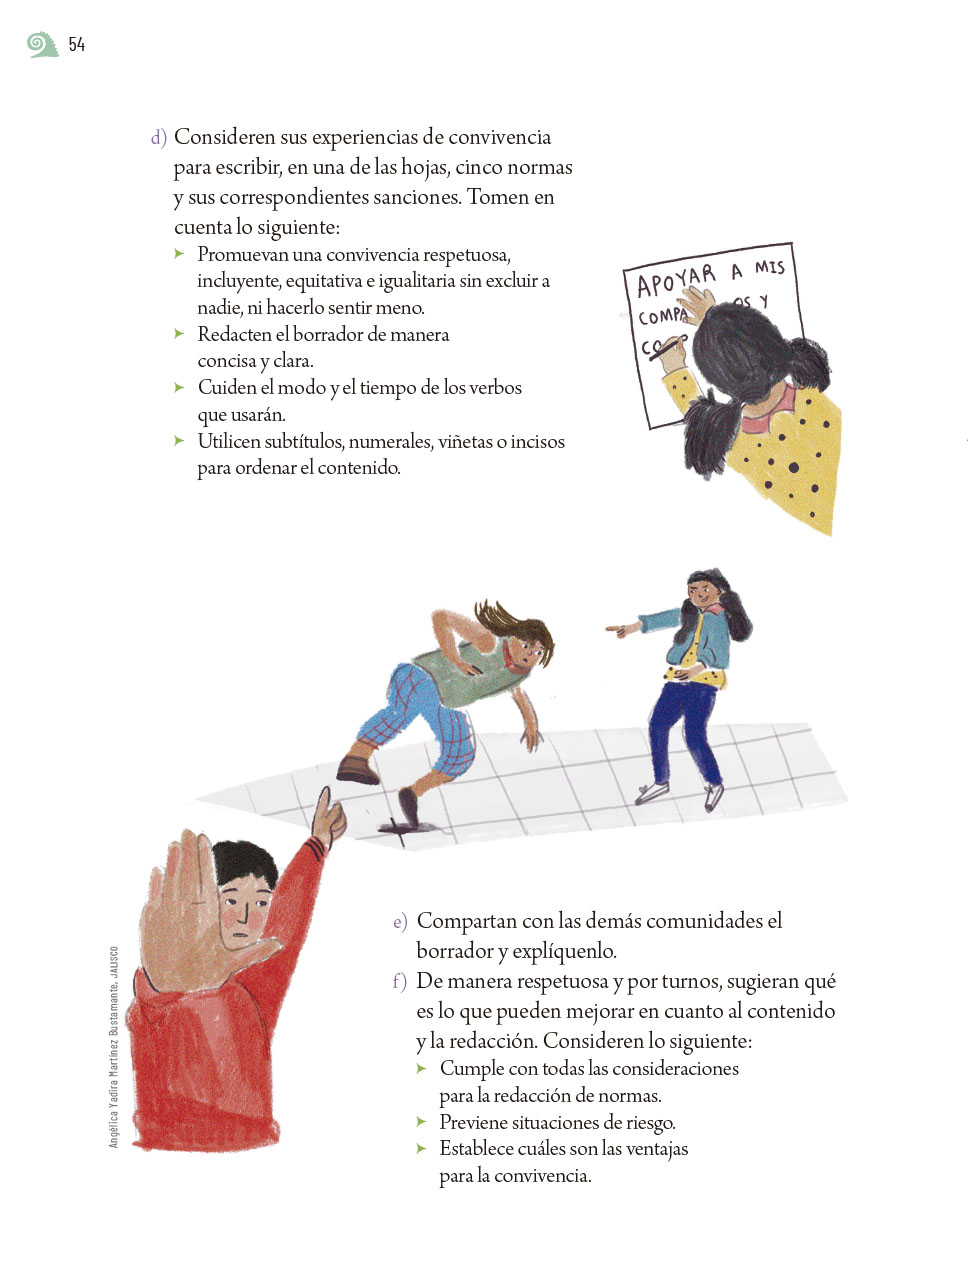 54
d) Consideren sus experiencias de convivencia
para escribir, en una de las hojas, cinco normas
y sus correspondientes sanciones. Tomen en
cuenta lo siguiente:
➤ Promuevan una convivencia respetuosa,
incluyente, equitativa e igualitaria sin excluir a
nadie, ni hacerlo sentir meno.
➤ Redacten el borrador de manera
concisa y clara.
➤ Cuiden el modo y el tiempo de los verbos
que usarán.
➤ Utilicen subtítulos, numerales, viñetas o incisos
para ordenar el contenido.
APOYAR A MIS
COMPA OS Y
CO
e) Compartan con las demás comunidades el
borrador y explíquenlo.
f) De manera respetuosa y por turnos, sugieran qué
es lo que pueden mejorar en cuanto al contenido
y la redacción. Consideren lo siguiente:
➤ Cumple con todas las consideraciones
para la redacción de normas.
➤ Previene situaciones de riesgo.
➤ Establece cuáles son las ventajas
para la convivencia.
Angélica Yadira Martínez Bustamante, JALISCO